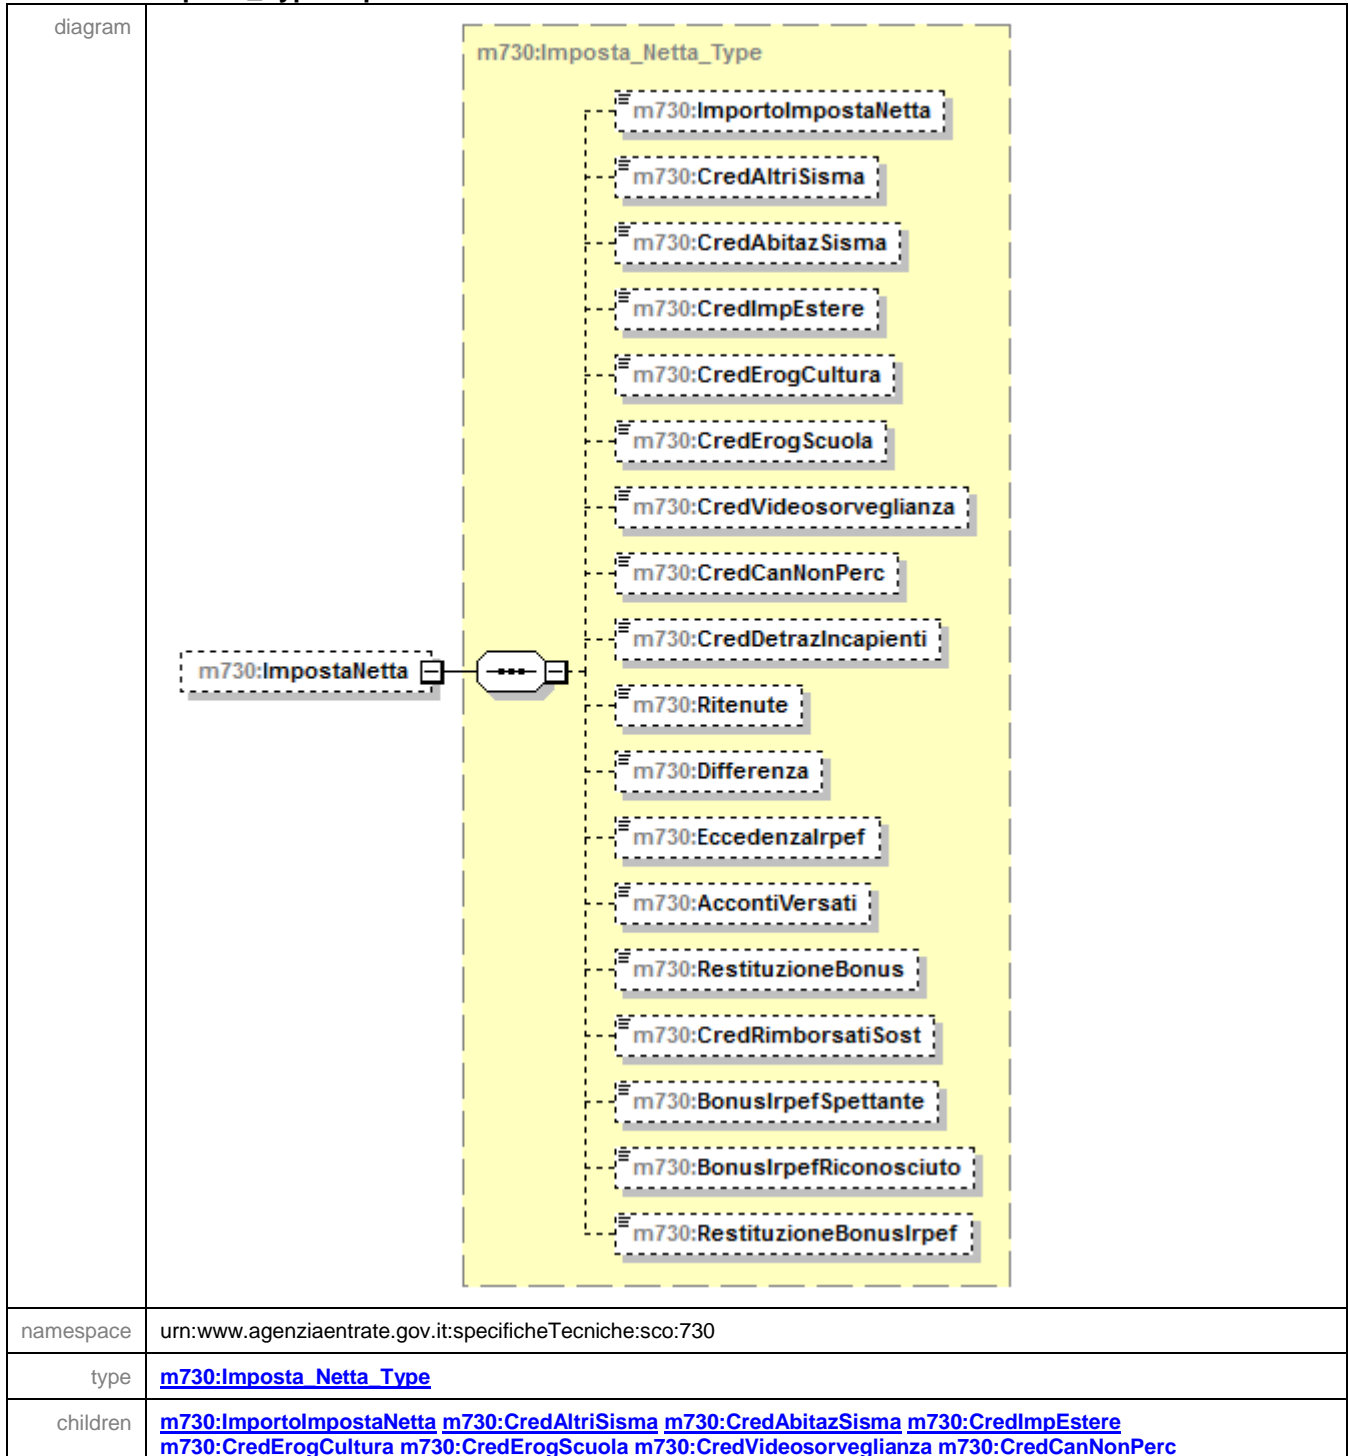 diagram
m730:Imposta_Netta_Type
m730:ImportoImpostaNetta
m730:CredAltriSisma
m730:CredAbitazSisma
m730:CredImpEstere
m730:CredErogCultura
m730:CredErogScuola
m730:CredVideosorveglianza
m730:CredCanNonPerc
m730:CredDetrazIncapienti
m730:ImpostaNetta
m730:Ritenute
m730:Differenza
m730:EccedenzaIrpef
m730:AccontiVersati
m730:RestituzioneBonus
m730:CredRimborsatiSost
m730:BonusIrpefSpettante
m730:BonusIrpefRiconosciuto
m730:RestituzioneBonusIrpef
namespace urn:www.agenziaentrate.gov.it:specificheTecniche:sco:730
type m730:Imposta_Netta_Type
children m730:ImportoImpostaNetta m730:CredAltriSisma m730:CredAbitazSisma m730:CredImpEstere
m730:CredErogCultura m730:CredErogScuola m730:CredVideosorveglianza m730:CredCanNonPerc